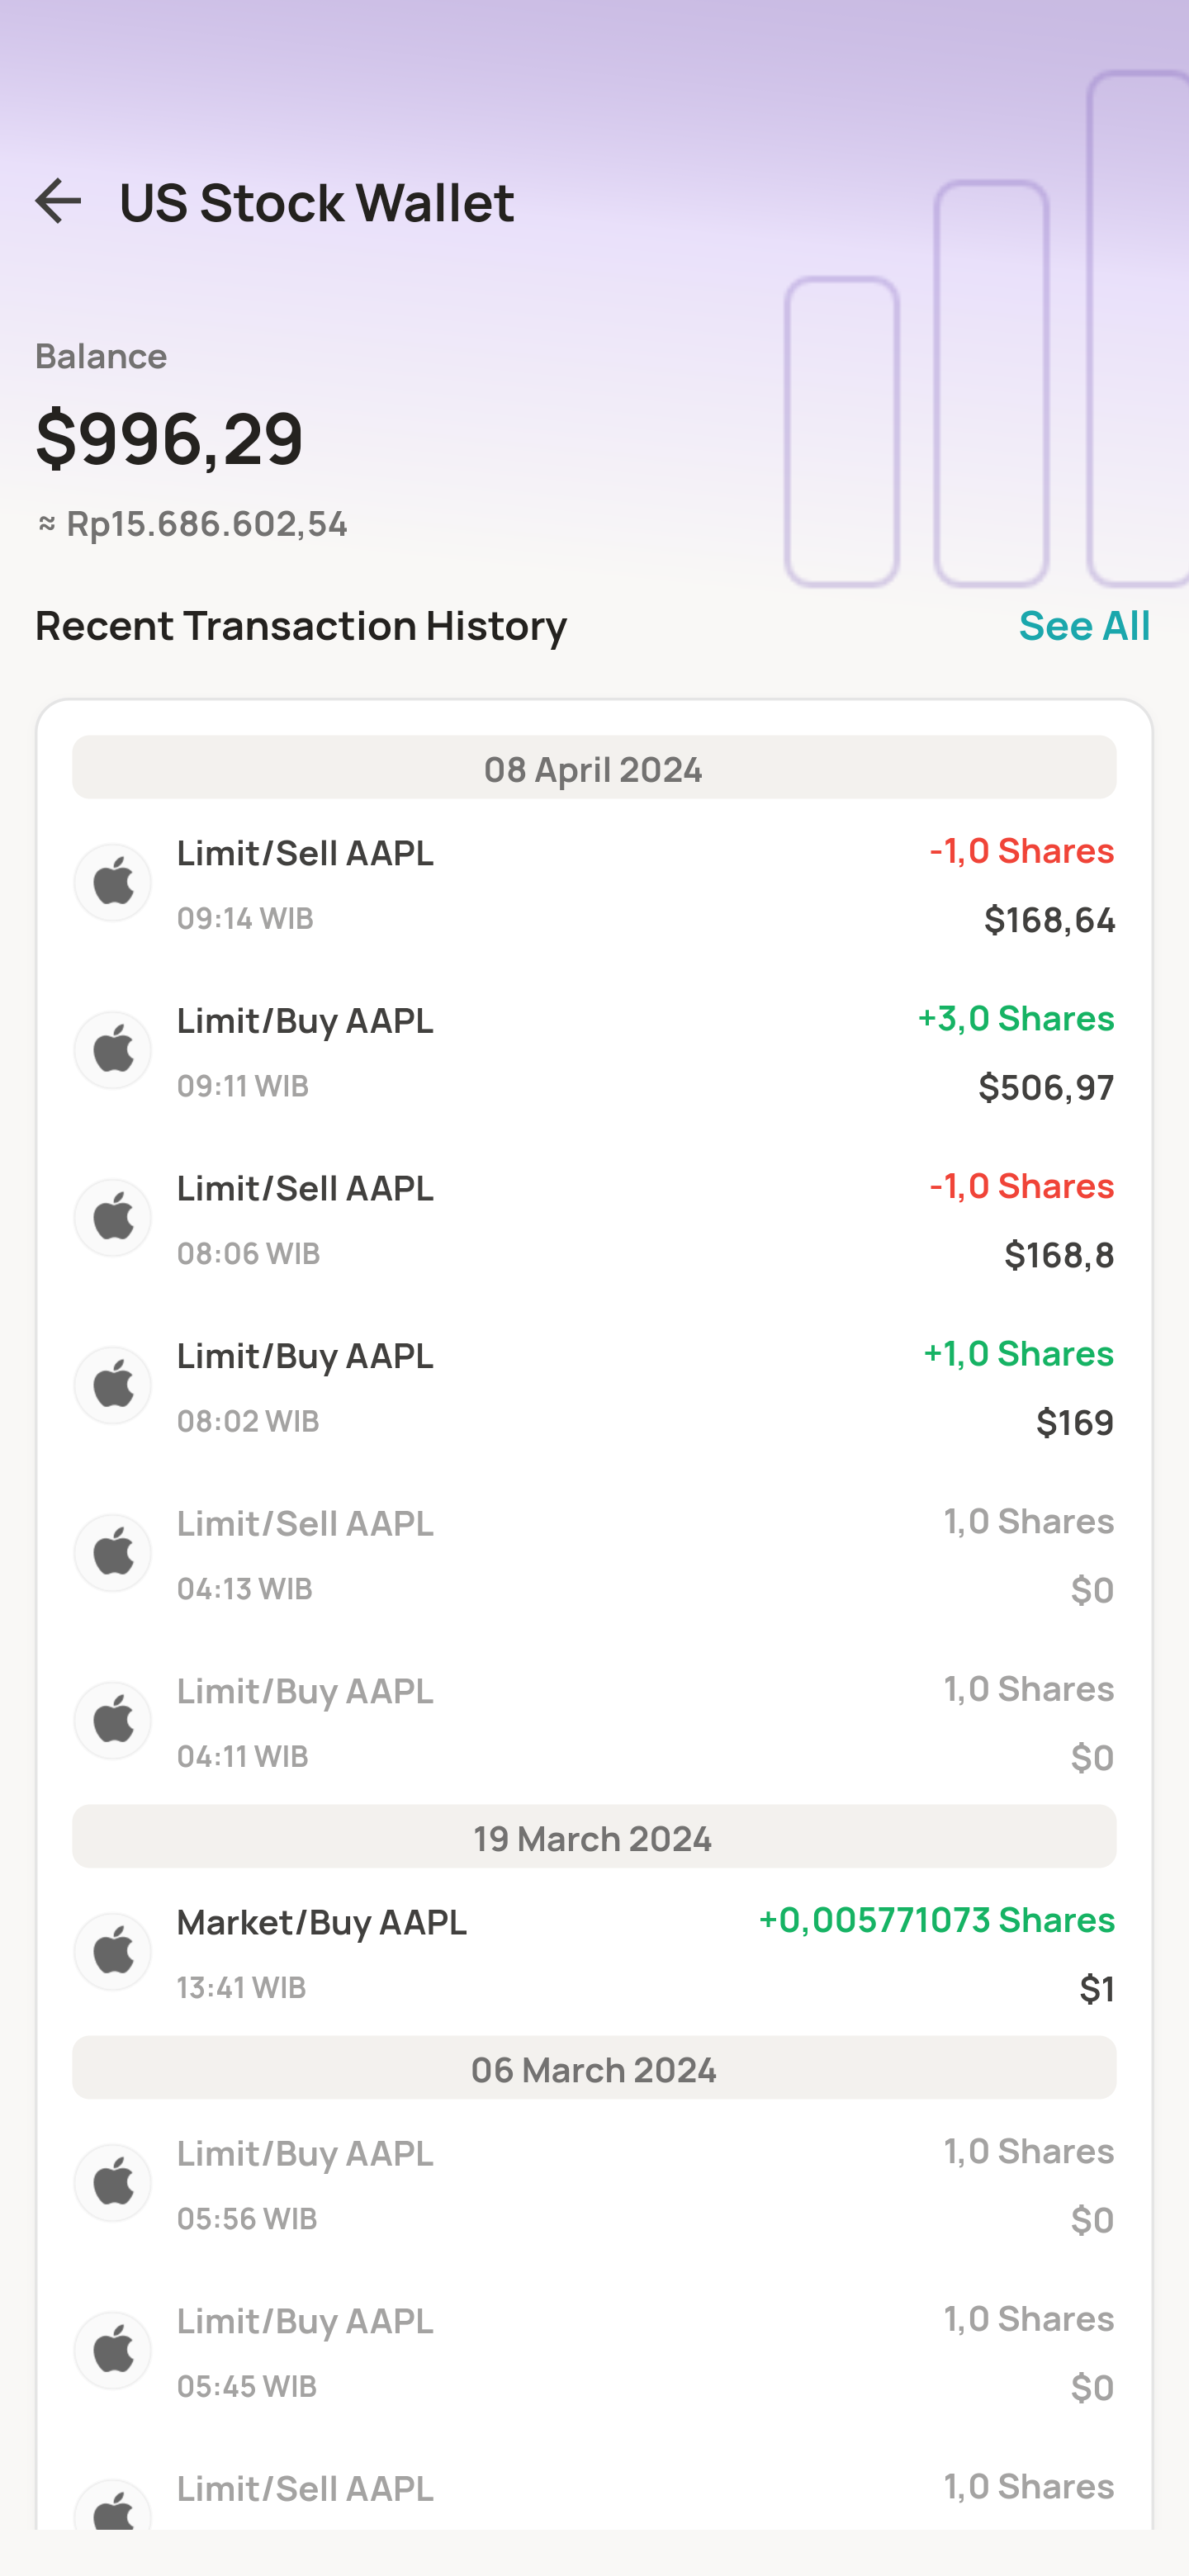 US Stock Wallet
Balance
$996,29
≈ Rp15.686.602,54
Recent Transaction History See All
08 April 2024
Limit/Sell AAPL -1,0 Shares
09:14 WIB $168,64
Limit/Buy AAPL +3,0 Shares
09:11 WIB $506,97
Limit/Sell AAPL -1,0 Shares
08:06 WIB $168,8
Limit/Buy AAPL +1,0 Shares
08:02 WIB $169
Limit/Sell AAPL 1,0 Shares
04:13 WIB $0
Limit/Buy AAPL 1,0 Shares
04:11 WIB $0
19 March 2024
Market/Buy AAPL +0,005771073 Shares
13:41 WIB $1
06 March 2024
Limit/Buy AAPL 1,0 Shares
05:56 WIB $0
Limit/Buy AAPL 1,0 Shares
05:45 WIB $0
Limit/Sell AAPL 1,0 Shares